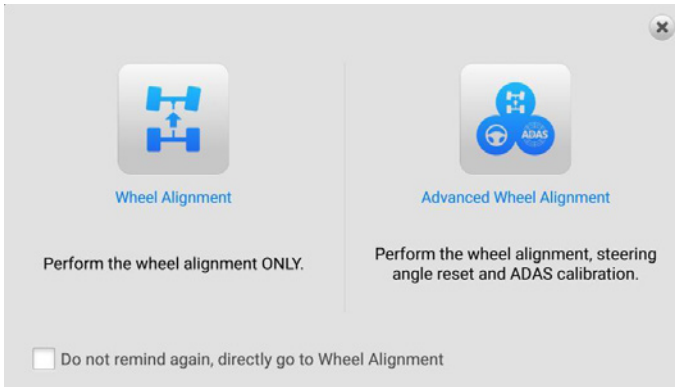 ADAS
Wheel Alignment
Perform the wheel alignment ONLY.
Advanced Wheel Alignment
Perform the wheel alignment, steering
angle reset and ADAS calibration.
Do not remind again, directly go to Wheel Alignment